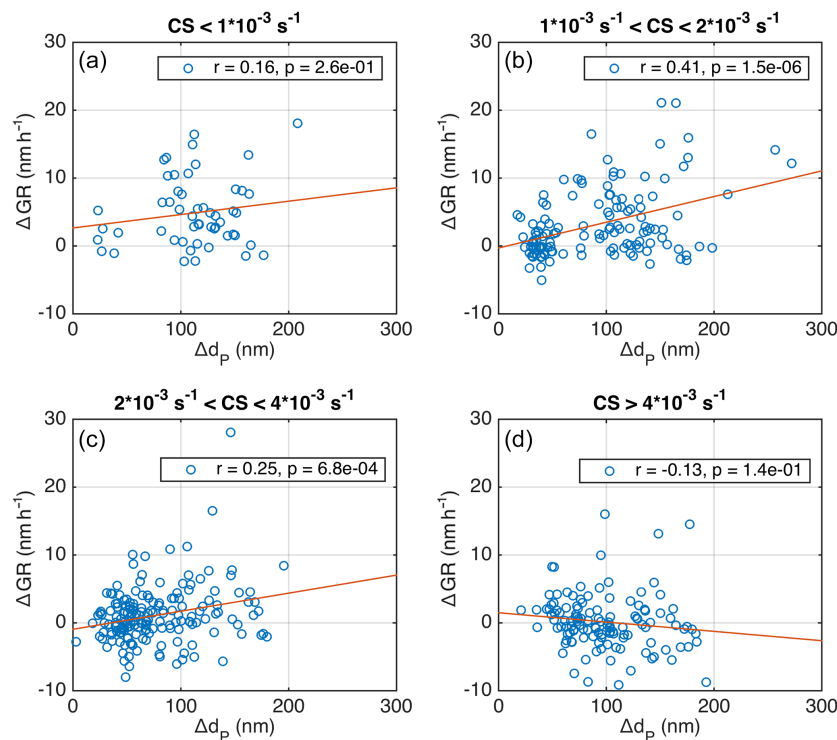 CS < 1*10⁻³ s⁻¹
(a)
r = 0.16, p = 2.6e-01
30
20
10
0
-10
ΔGR (nm h⁻¹)
0 100 200 300
Δd_P (nm)
1*10⁻³ s⁻¹ < CS < 2*10⁻³ s⁻¹
(b)
r = 0.41, p = 1.5e-06
30
20
10
0
-10
ΔGR (nm h⁻¹)
0 100 200 300
Δd_P (nm)
2*10⁻³ s⁻¹ < CS < 4*10⁻³ s⁻¹
(c)
r = 0.25, p = 6.8e-04
30
20
10
0
-10
ΔGR (nm h⁻¹)
0 100 200 300
Δd_P (nm)
CS > 4*10⁻³ s⁻¹
(d)
r = -0.13, p = 1.4e-01
30
20
10
0
-10
ΔGR (nm h⁻¹)
0 100 200 300
Δd_P (nm)